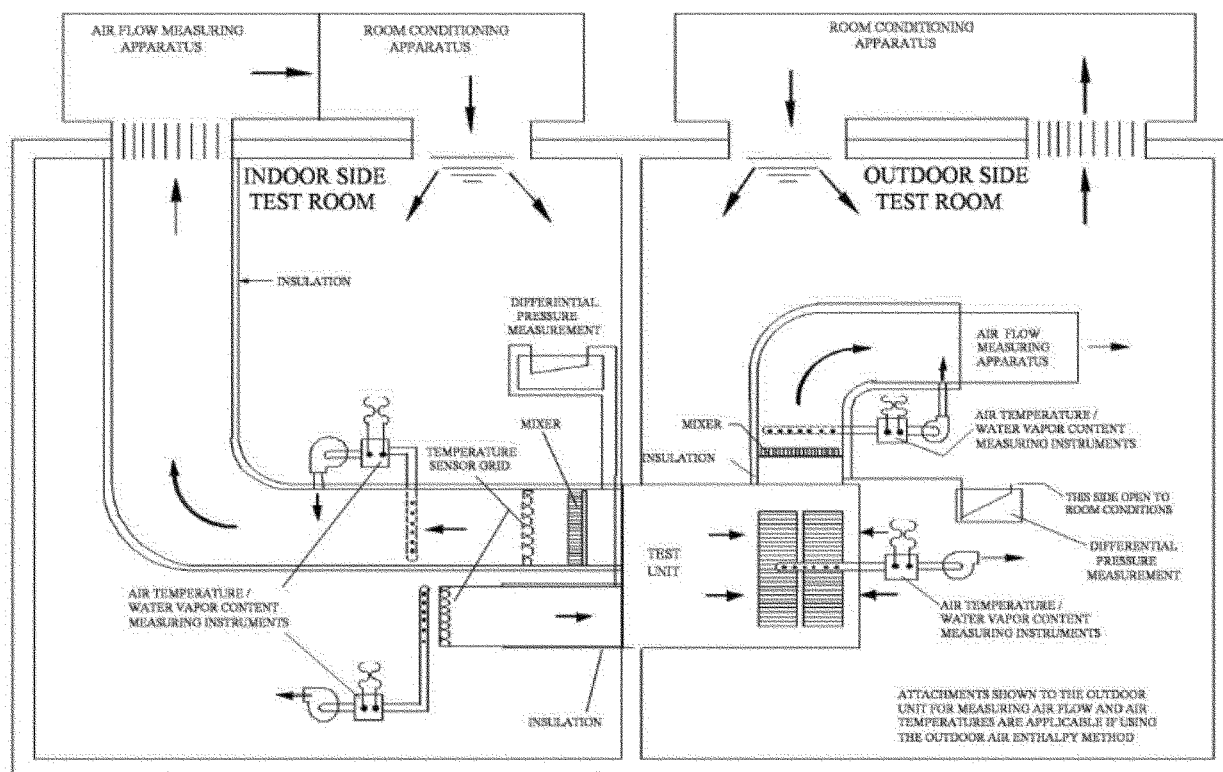 AIR FLOW MEASURING
APPARATUS
ROOM CONDITIONING
APPARATUS
ROOM CONDITIONING
APPARATUS
INDOOR SIDE
TEST ROOM
OUTDOOR SIDE
TEST ROOM
INSULATION
DIFFERENTIAL
PRESSURE
MEASUREMENT
AIR FLOW
MEASURING
APPARATUS
MIXER
TEMPERATURE
SENSOR GRID
MIXER
AIR TEMPERATURE /
WATER VAPOR CONTENT
MEASURING INSTRUMENTS
INSULATION
THIS SIDE OPEN TO
ROOM CONDITIONS
TEST
UNIT
DIFFERENTIAL
PRESSURE
MEASUREMENT
AIR TEMPERATURE /
WATER VAPOR CONTENT
MEASURING INSTRUMENTS
AIR TEMPERATURE /
WATER VAPOR CONTENT
MEASURING INSTRUMENTS
INSULATION
ATTACHMENTS SHOWN TO THE OUTDOOR
UNIT FOR MEASURING AIR FLOW AND AIR
TEMPERATURES ARE APPLICABLE IF USING
THE OUTDOOR AIR ENTHALPY METHOD